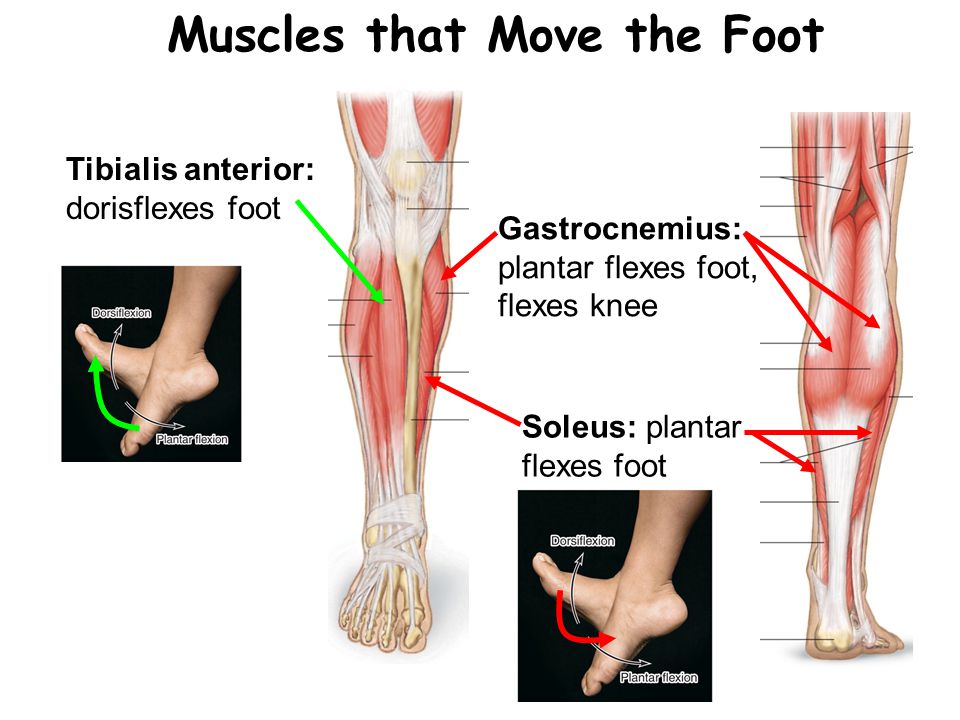 Muscles that Move the Foot
Tibialis anterior:
dorisflexes foot
Gastrocnemius:
plantar flexes foot,
flexes knee
Dorsiflexion
Plantar flexion
Soleus: plantar
flexes foot
Dorsiflexion
Plantar flexion